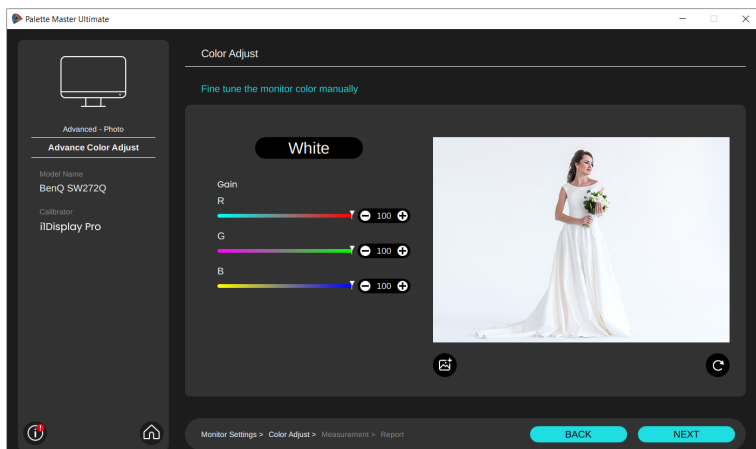 Palette Master Ultimate
Advanced - Photo
Advance Color Adjust
Model Name
BenQ SW272Q
Calibrator
i1Display Pro
Color Adjust
Fine tune the monitor color manually
White
Gain
R
100
G
100
B
100
Monitor Settings > Color Adjust > Measurement > Report
BACK
NEXT